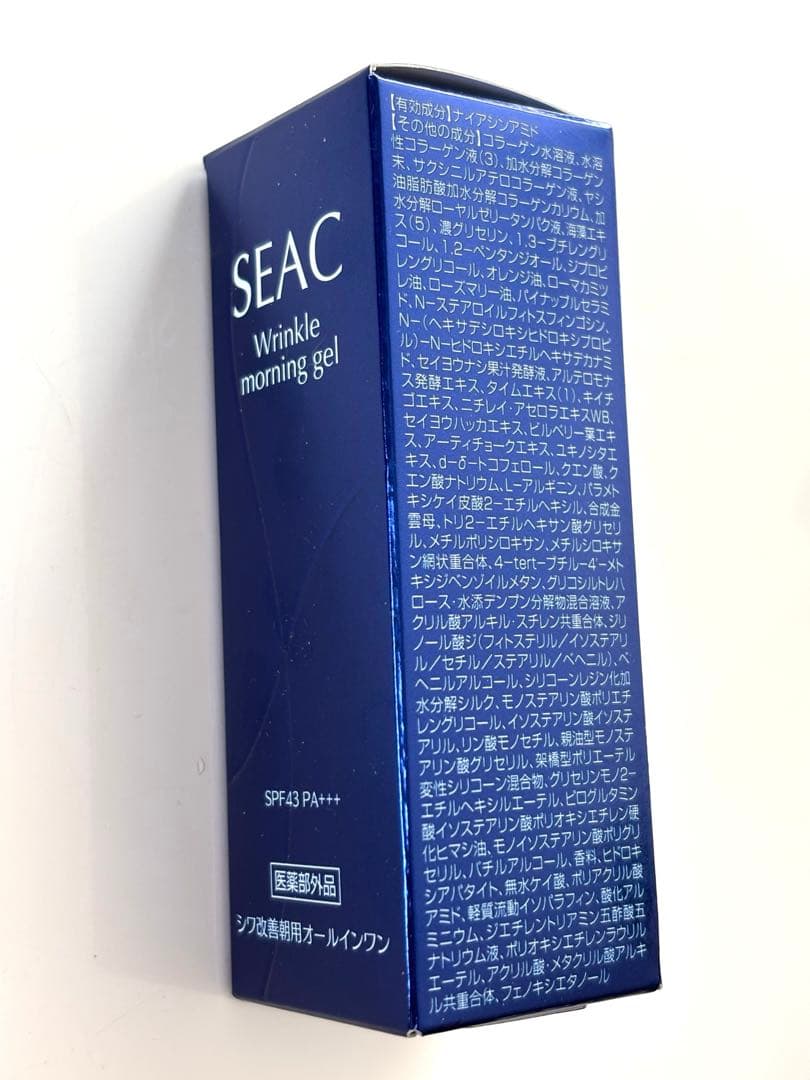 SEAC
Wrinkle
morning gel
SPF43 PA+++
医薬部外品
シワ改善朝用オールインワン
【有効成分】ナイアシンアミド
【その他の成分】コラーゲン水溶液、水溶
性コラーゲン液(3)、加水分解コラーゲン
末、サクシニルアテロコラーゲン液、ヤシ
油脂肪酸加水分解コラーゲンカリウム、加
水分解ローヤルゼリータンパク液、海藻エキ
ス(5)、濃グリセリン、1,3-ブチレングリ
コール、1,2-ペンタンジオール、ジプロピ
レングリコール、オレンジ油、ローマカミツ
レ油、ローズマリー油、パイナップルセラミ
ド、N-ステアロイルフィトスフィンゴシン、
N-(ヘキサデシロキシヒドロキシプロピ
ル)-N-ヒドロキシエチルヘキサデカナミ
ド、セイヨウナシ果汁発酵液、アルテロモナ
ス発酵エキス、タイムエキス(1)、キイチ
ゴエキス、ニチレイ・アセロラエキスWB、
セイヨウハッカエキス、ビルベリー葉エキ
ス、アーティチョークエキス、ユキノシタエ
キス、d-δ-トコフェロール、クエン酸、ク
エン酸ナトリウム、L-アルギニン、パラメト
キシケイ皮酸2-エチルヘキシル、合成金
雲母、トリ2-エチルヘキサン酸グリセリ
ル、メチルポリシロキサン、メチルシロキサ
ン網状重合体、4-tert-ブチル-4'-メト
キシジベンゾイルメタン、グリコシルトレハ
ロース・水添デンプン分解物混合溶液、ア
クリル酸アルキル・スチレン共重合体、ジリ
ノール酸ジ(フィトステリル/イソステアリ
ル/セチル/ステアリル/ベヘニル)、ベ
ヘニルアルコール、シリコーンレジン化加
水分解シルク、モノステアリン酸ポリエチ
レングリコール、イソステアリン酸イソステ
アリル、リン酸モノセチル、親油型モノステ
アリン酸グリセリル、架橋型ポリエーテル
変性シリコーン混合物、グリセリンモノ2-
エチルヘキシルエーテル、ピログルタミン
酸イソステアリン酸ポリオキシエチレン硬
化ヒマシ油、モノイソステアリン酸ポリグリ
セリル、バチルアルコール、香料、ヒドロキ
シアパタイト、無水ケイ酸、ポリアクリル酸
アミド、軽質流動イソパラフィン、酸化アル
ミニウム、ジエチレントリアミン五酢酸五
ナトリウム液、ポリオキシエチレンラウリル
エーテル、アクリル酸・メタクリル酸アルキ
ル共重合体、フェノキシエタノール